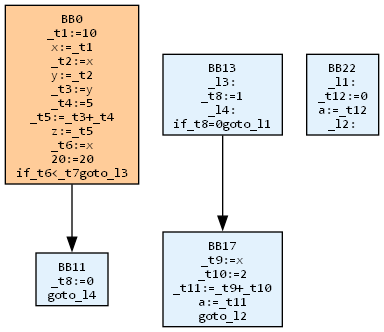 BB0
_t1:=10
x:=_t1
_t2:=x
y:=_t2
_t3:=y
_t4:=5
_t5:=_t3+_t4
z:=_t5
_t6:=x
20:=20
if_t6<_t7goto_l3
BB13
_l3:
_t8:=1
_l4:
if_t8=0goto_l1
BB22
_l1:
_t12:=0
a:=_t12
_l2:
BB11
_t8:=0
goto_l4
BB17
_t9:=x
_t10:=2
_t11:=_t9+_t10
a:=_t11
goto_l2